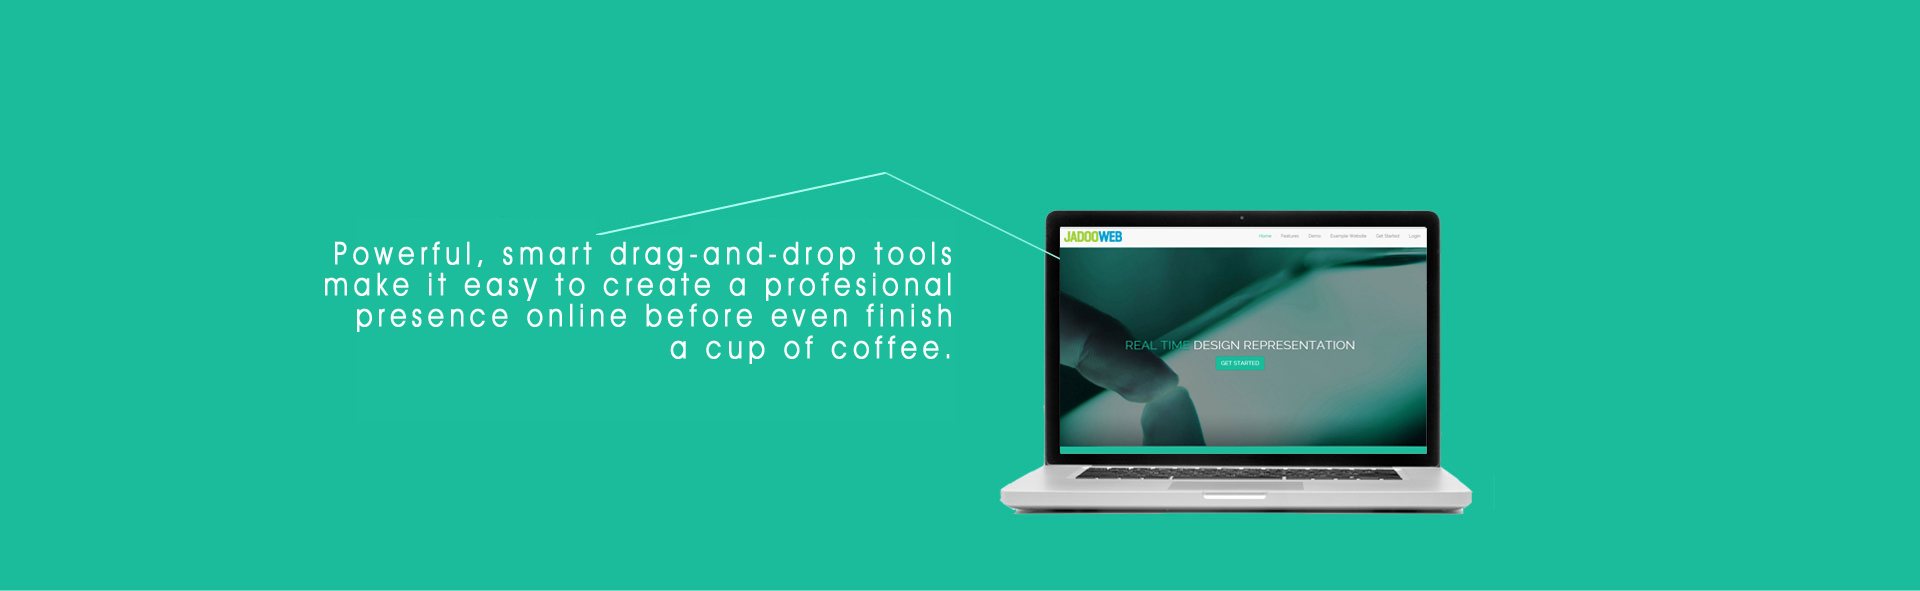 Powerful, smart drag-and-drop tools
make it easy to create a profesional
presence online before even finish
a cup of coffee.
JADOOWEB
Home Features Demo Example Website Get Started Login
REAL TIME DESIGN REPRESENTATION
GET STARTED